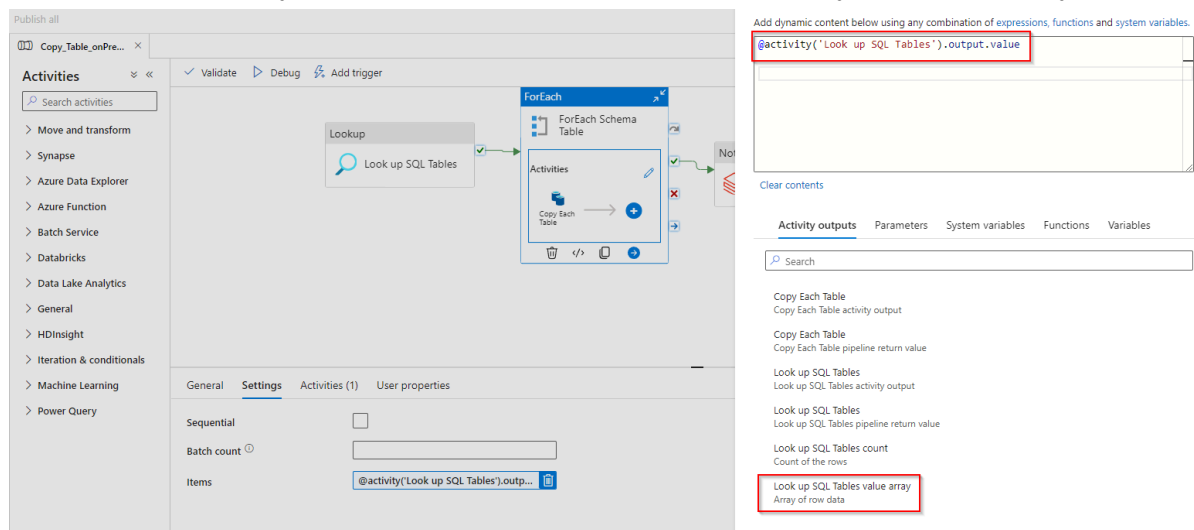 Publish all
Copy_Table_onPre...
Activities
Search activities
Move and transform
Synapse
Azure Data Explorer
Azure Function
Batch Service
Databricks
Data Lake Analytics
General
HDInsight
Iteration & conditionals
Machine Learning
Power Query
Validate Debug Add trigger
Lookup
Look up SQL Tables
ForEach
ForEach Schema
Table
Activities
Copy Each
Table
Not
General Settings Activities (1) User properties
Sequential
Batch count
Items
@activity('Look up SQL Tables').outp...
Add dynamic content below using any combination of expressions, functions and system variables.
@activity('Look up SQL Tables').output.value
Clear contents
Activity outputs Parameters System variables Functions Variables
Search
Copy Each Table
Copy Each Table activity output
Copy Each Table
Copy Each Table pipeline return value
Look up SQL Tables
Look up SQL Tables activity output
Look up SQL Tables
Look up SQL Tables pipeline return value
Look up SQL Tables count
Count of the rows
Look up SQL Tables value array
Array of row data